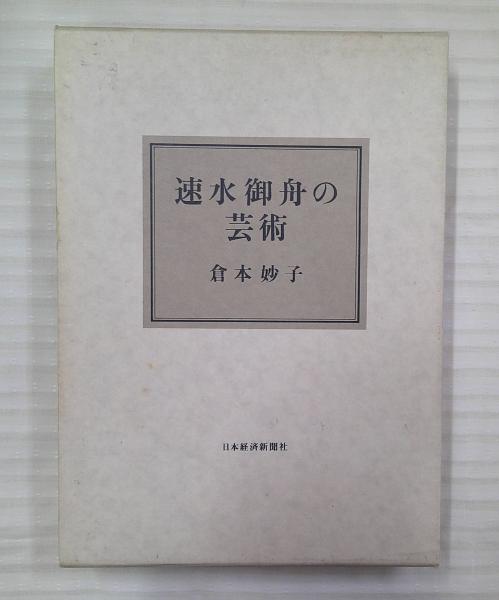 速水御舟の
芸術
倉本妙子
日本経済新聞社